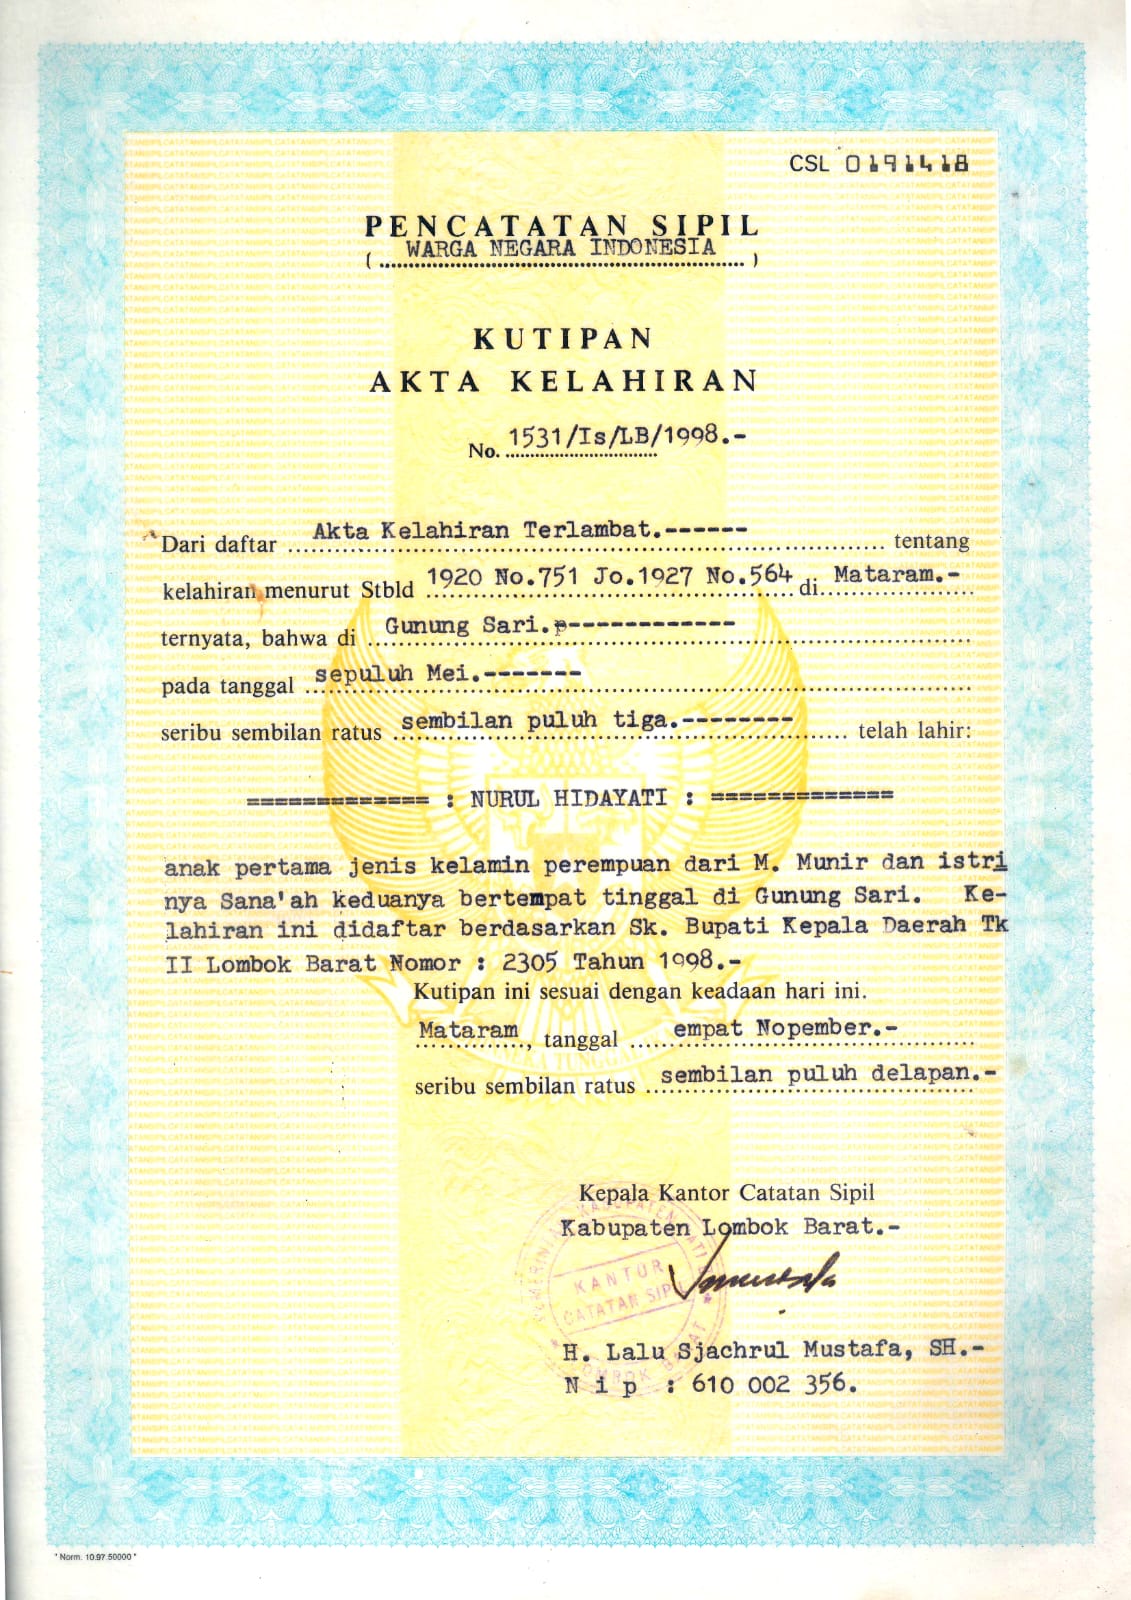 CSL 0191418
PENCATATAN SIPIL
( WARGA NEGARA INDONESIA )
KUTIPAN
AKTA KELAHIRAN
No. 1531/Is/LB/1998.-
Dari daftar Akta Kelahiran Terlambat.------ tentang
kelahiran menurut Stbld 1920 No.751 Jo.1927 No.564 di Mataram.-
ternyata, bahwa di Gunung Sari.-------------
pada tanggal sepuluh Mei.-------
seribu sembilan ratus sembilan puluh tiga.-------- telah lahir:
============= : NURUL HIDAYATI : =============
anak pertama jenis kelamin perempuan dari M. Munir dan istri
nya Sana'ah keduanya bertempat tinggal di Gunung Sari. Ke-
lahiran ini didaftar berdasarkan Sk. Bupati Kepala Daerah Tk
II Lombok Barat Nomor : 2305 Tahun 1998.-
Kutipan ini sesuai dengan keadaan hari ini.
Mataram, tanggal empat Nopember.-
seribu sembilan ratus sembilan puluh delapan.-
Kepala Kantor Catatan Sipil
Kabupaten Lombok Barat.-
KANTOR
CATATAN SIPIL
H. Lalu Sjachrul Mustafa, SH.-
N i p : 610 002 356.
" Norm. 10.97.50000 "